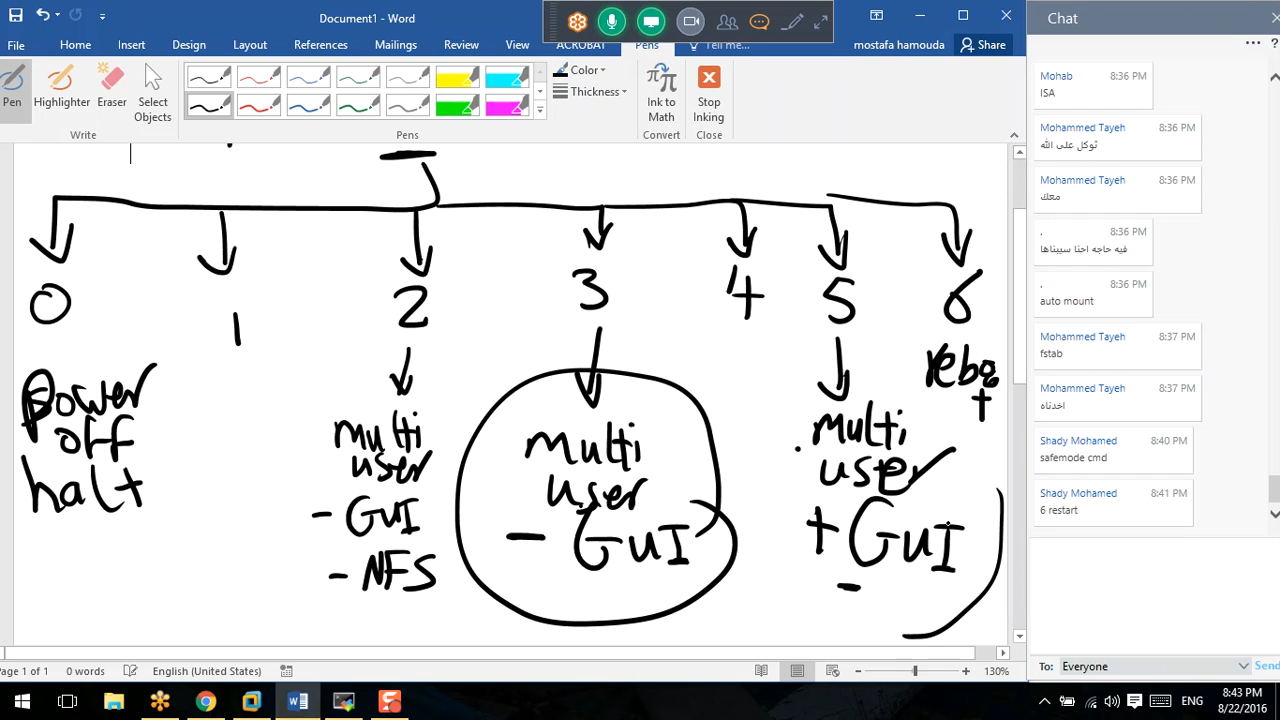 Document1 - Word
mostafa hamouda
Share
File
Home
Insert
Design
Layout
References
Mailings
Review
View
ACROBAT
Pens
Tell me...
Pen
Highlighter
Eraser
Select
Objects
Color
Thickness
Ink to
Math
Stop
Inking
Write
Pens
Convert
Close
0
1
2
3
4
5
6
power
off
halt
multi
user
- GUI
- NFS
multi
user
- GuI
multi
user
+ GuI
-
reboo
t
Chat
Mohab 8:36 PM
ISA
Mohammed Tayeh 8:36 PM
توكل على الله
Mohammed Tayeh 8:36 PM
معك
. 8:36 PM
فيه حاجه احنا سيبناها
. 8:36 PM
auto mount
Mohammed Tayeh 8:37 PM
fstab
Mohammed Tayeh 8:37 PM
اخدناه
Shady Mohamed 8:40 PM
safemode cmd
Shady Mohamed 8:41 PM
6 restart
To: Everyone
Send
Page 1 of 1
0 words
English (United States)
130%
ENG
8:43 PM
8/22/2016